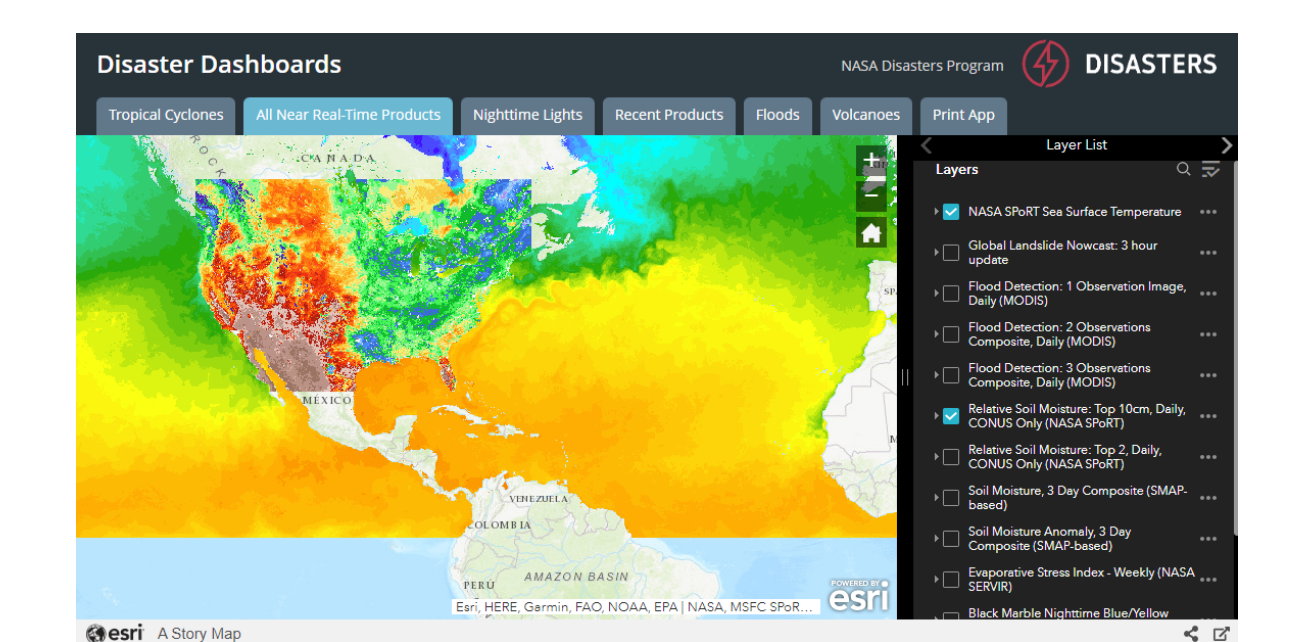 Disaster Dashboards
NASA Disasters Program
DISASTERS
Tropical Cyclones
All Near Real-Time Products
Nighttime Lights
Recent Products
Floods
Volcanoes
Print App
CANADA
MÉXICO
VENEZUELA
COLOMBIA
PERU
AMAZON BASIN
POWERED BY
esri
Esri, HERE, Garmin, FAO, NOAA, EPA | NASA, MSFC SPoR...
Layer List
Layers
NASA SPoRT Sea Surface Temperature
Global Landslide Nowcast: 3 hour
update
Flood Detection: 1 Observation Image,
Daily (MODIS)
Flood Detection: 2 Observations
Composite, Daily (MODIS)
Flood Detection: 3 Observations
Composite, Daily (MODIS)
Relative Soil Moisture: Top 10cm, Daily,
CONUS Only (NASA SPoRT)
Relative Soil Moisture: Top 2, Daily,
CONUS Only (NASA SPoRT)
Soil Moisture, 3 Day Composite (SMAP-
based)
Soil Moisture Anomaly, 3 Day
Composite (SMAP-based)
Evaporative Stress Index - Weekly (NASA
SERVIR)
Black Marble Nighttime Blue/Yellow
esri A Story Map